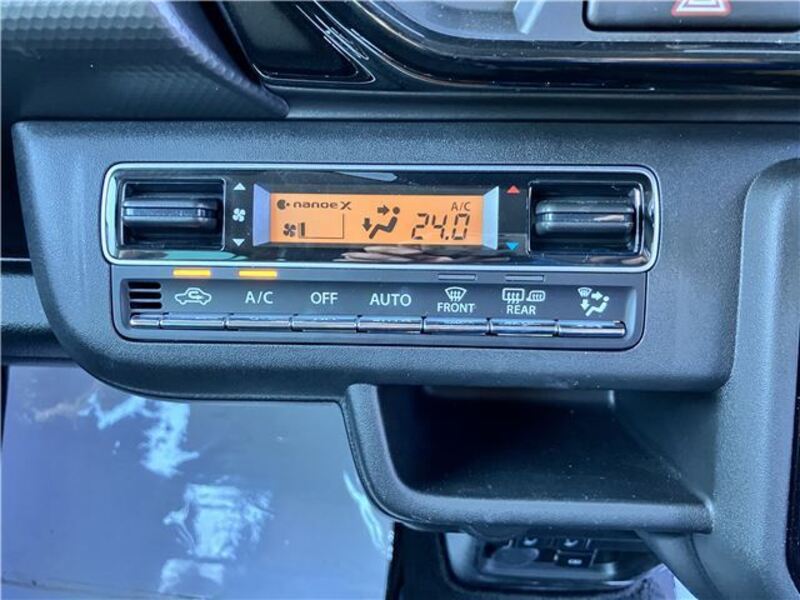 nanoe X
A/C
24.0
A/C OFF AUTO FRONT REAR